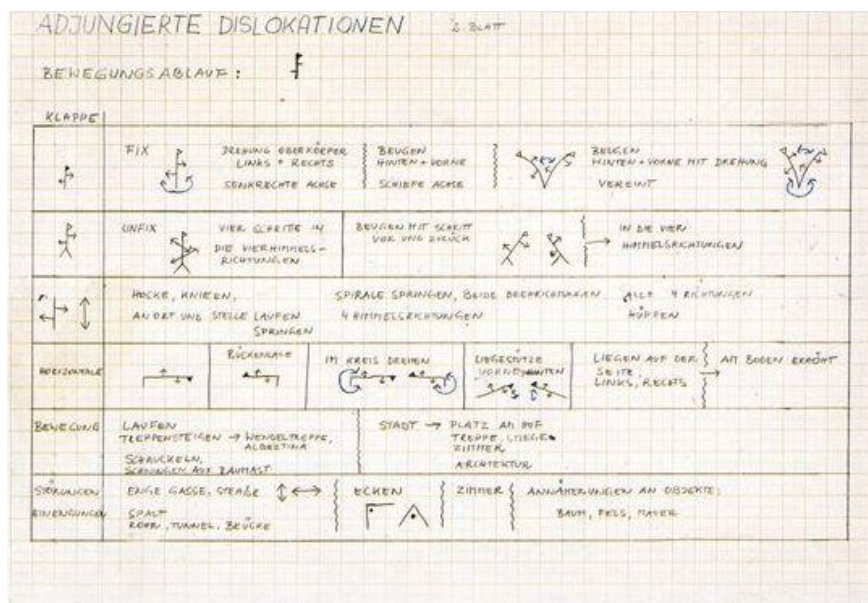 ADJUNGIERTE DISLOKATIONEN 2. BLATT
BEWEGUNGSABLAUF:
KLAPPE
FIX
DREHUNG OBERKÖRPER
LINKS + RECHTS
SENKRECHTE ACHSE
BEUGEN
HINTEN + VORNE
SCHIEFE ACHSE
BEUGEN
HINTEN + VORNE MIT DREHUNG
VEREINT
UNFIX
VIER SCHRITTE IN
DIE VIER HIMMELS-
RICHTUNGEN
BEUGEN MIT SCHRITT
VOR UND ZURÜCK
IN DIE VIER
HIMMELSRICHTUNGEN
HOCKE, KNIEEN,
AN ORT UND STELLE LAUFEN
SPRINGEN
SPIRALE SPRINGEN, BEIDE DREHRICHTUNGEN
4 HIMMELSRICHTUNGEN
ALLE 4 RICHTUNGEN
HÜPFEN
HORIZONTALE
RÜCKENLAGE
IM KREIS DREHEN
LIEGESTÜTZE
VORNE HINTEN
LIEGEN AUF DER
SEITE,
LINKS, RECHTS
AM BODEN ERHÖHT
BEWEGUNG
LAUFEN
TREPPENSTEIGEN → WENDELTREPPE,
ALBERTINA
SCHAUCKELN,
SCHWINGEN AUF BAUMAST
STADT → PLATZ AM HOF
TREPPE, STIEGE
ZIMMER
ARCHITEKTUR
STÖRUNGEN
EINENGUNGEN
ENGE GASSE, STRAßE
SPALT
ROHR, TUNNEL, BRÜCKE
ECKEN
ZIMMER
ANNÄHERUNGEN AN OBJEKTE:
BAUM, FELS, MAUER